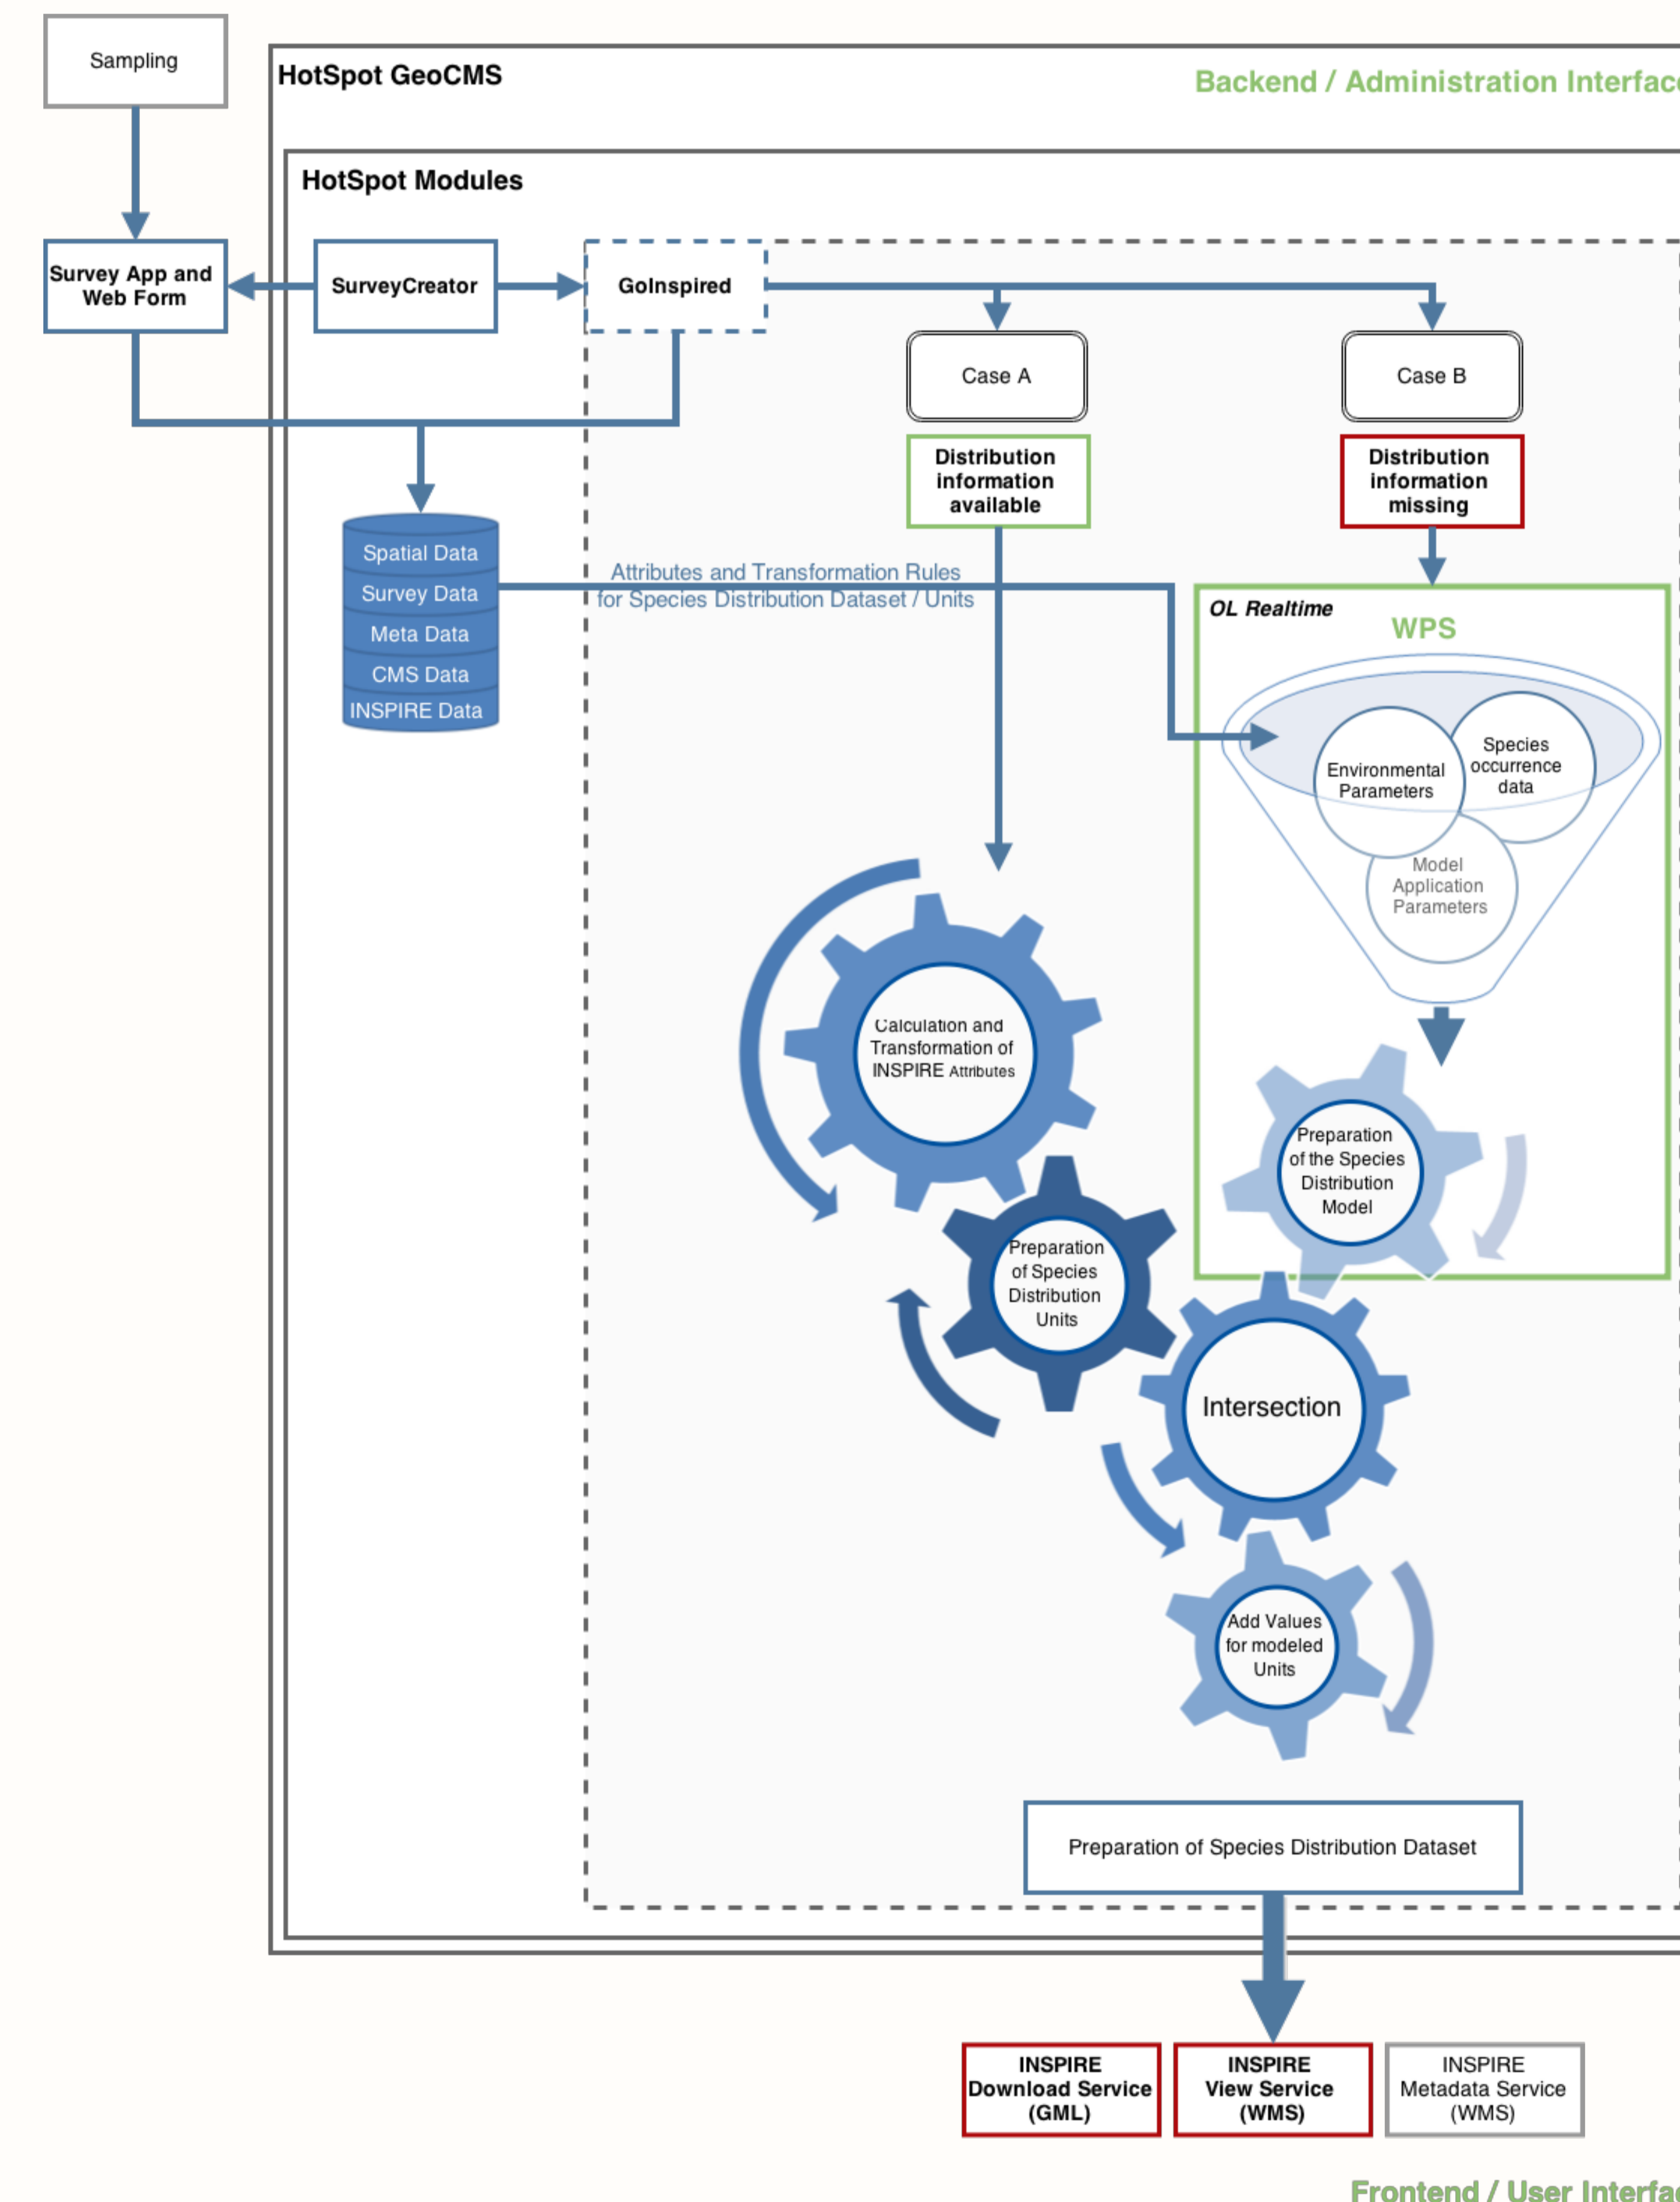 Sampling
HotSpot GeoCMS
Backend / Administration Interface
HotSpot Modules
Survey App and
Web Form
SurveyCreator
GoInspired
Case A
Case B
Distribution
information
available
Distribution
information
missing
Spatial Data
Survey Data
Meta Data
CMS Data
INSPIRE Data
Attributes and Transformation Rules
for Species Distribution Dataset / Units
OL Realtime
WPS
Environmental
Parameters
Species
occurrence
data
Model
Application
Parameters
Calculation and
Transformation of
INSPIRE Attributes
Preparation
of the Species
Distribution
Model
Preparation
of Species
Distribution
Units
Intersection
Add Values
for modeled
Units
Preparation of Species Distribution Dataset
INSPIRE
Download Service
(GML)
INSPIRE
View Service
(WMS)
INSPIRE
Metadata Service
(WMS)
Frontend / User Interfac